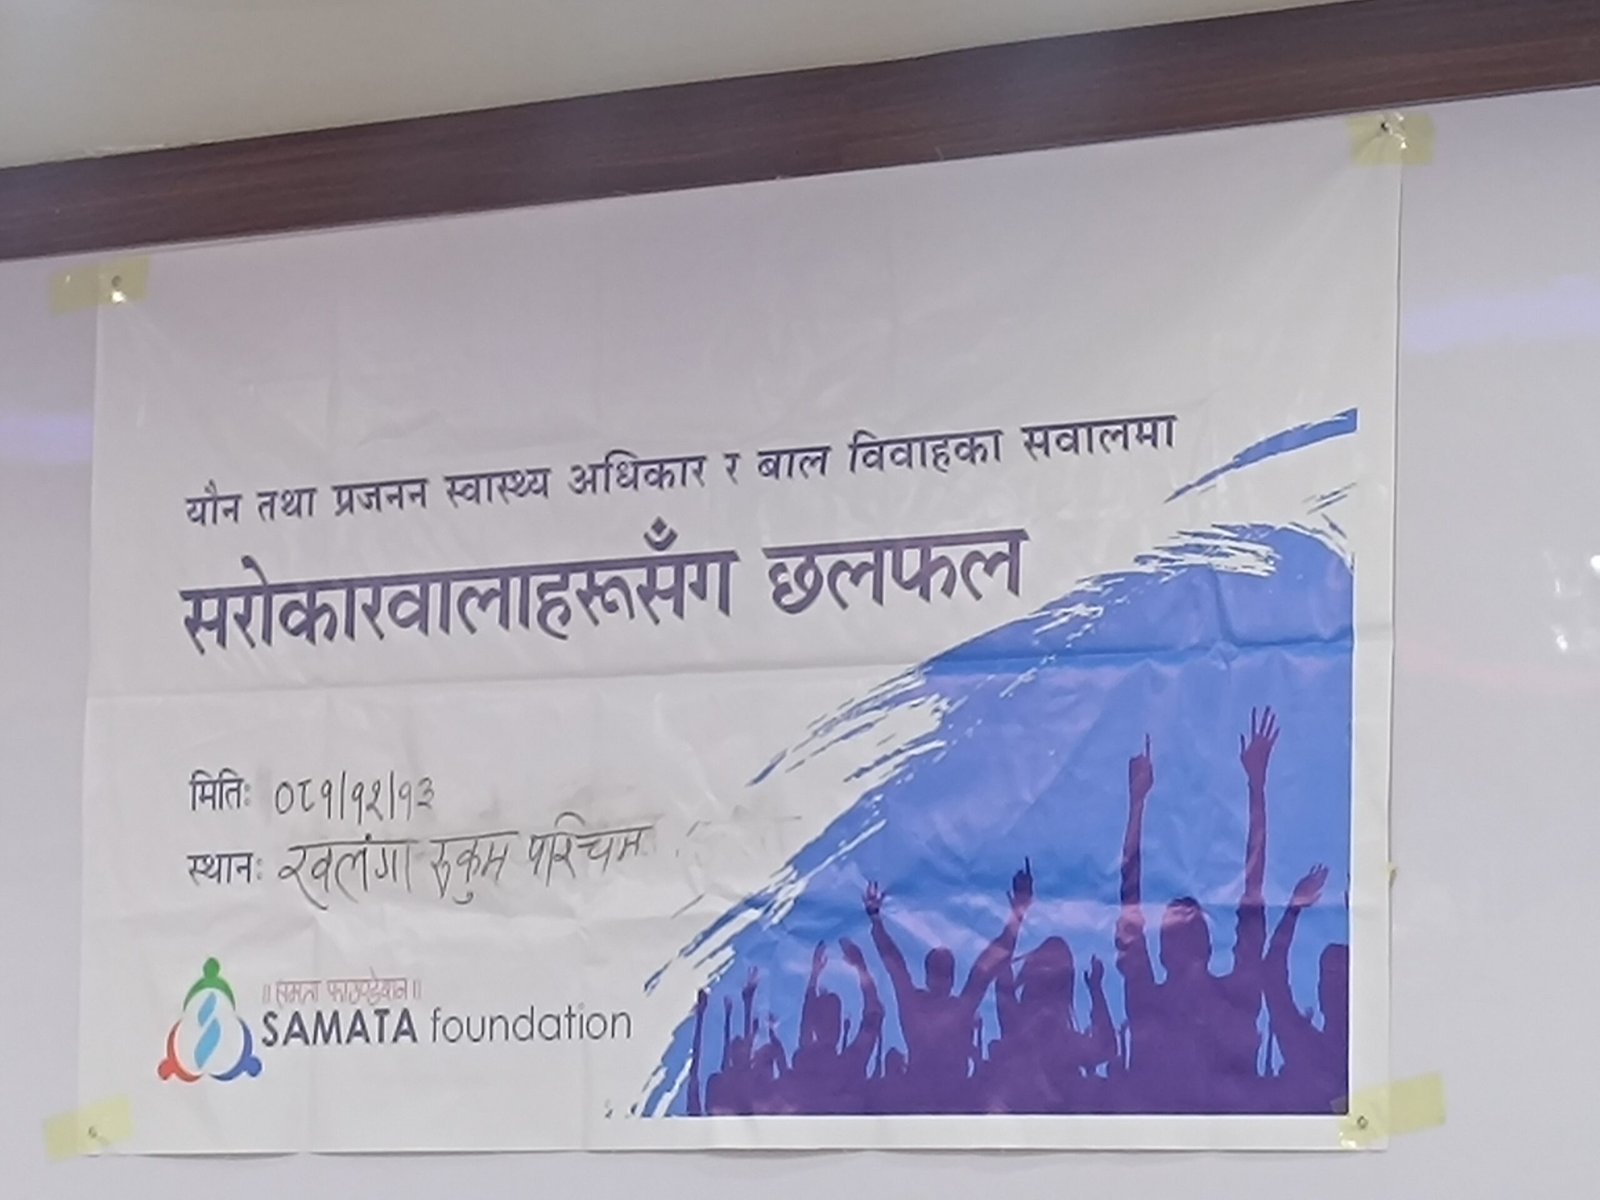 यौन तथा प्रजनन स्वास्थ्य अधिकार र बाल विवाहका सवालमा
सरोकारवालाहरूसँग छलफल
मितिः ०८१/१२/१३
स्थानः खलंगा रुकुम पश्चिम
॥ समता फाउण्डेशन ॥
SAMATA foundation